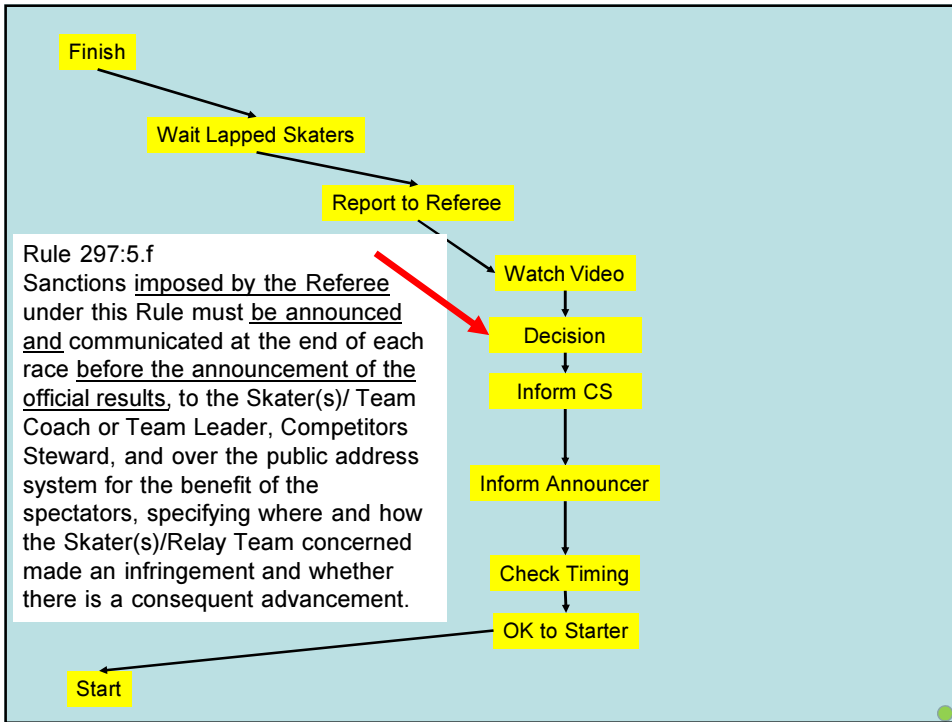 Finish
Wait Lapped Skaters
Report to Referee
Rule 297:5.f
Sanctions imposed by the Referee
under this Rule must be announced
and communicated at the end of each
race before the announcement of the
official results, to the Skater(s)/ Team
Coach or Team Leader, Competitors
Steward, and over the public address
system for the benefit of the
spectators, specifying where and how
the Skater(s)/Relay Team concerned
made an infringement and whether
there is a consequent advancement.
Watch Video
Decision
Inform CS
Inform Announcer
Check Timing
OK to Starter
Start